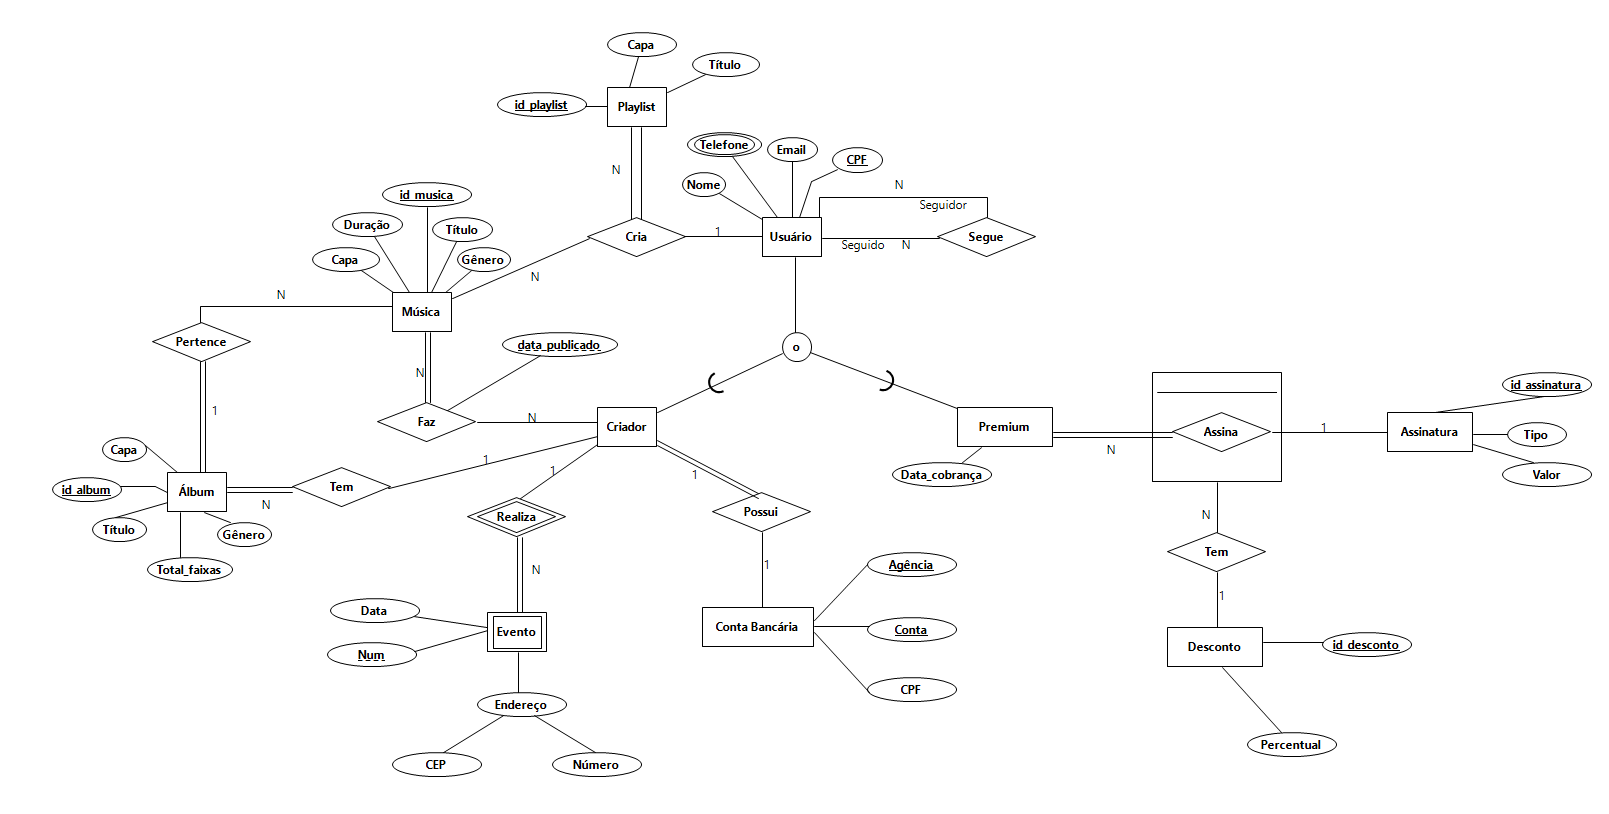 Capa
Título
id_playlist
Playlist
Telefone
Email
CPF
N
Nome
N
Seguidor
id_musica
Duração
Título
Cria
1
Usuário
Seguido
N
Segue
Capa
Gênero
N
N
Música
Pertence
data_publicado
o
N
1
Faz
N
Criador
Premium
N
Assina
1
Assinatura
id_assinatura
Tipo
Valor
Data_cobrança
Capa
id_album
Álbum
N
Tem
1
1
1
Título
Gênero
Total_faixas
Realiza
Possui
N
Tem
N
1
1
Agência
Data
Num
Evento
Conta Bancária
Conta
CPF
Desconto
id_desconto
Endereço
CEP
Número
Percentual